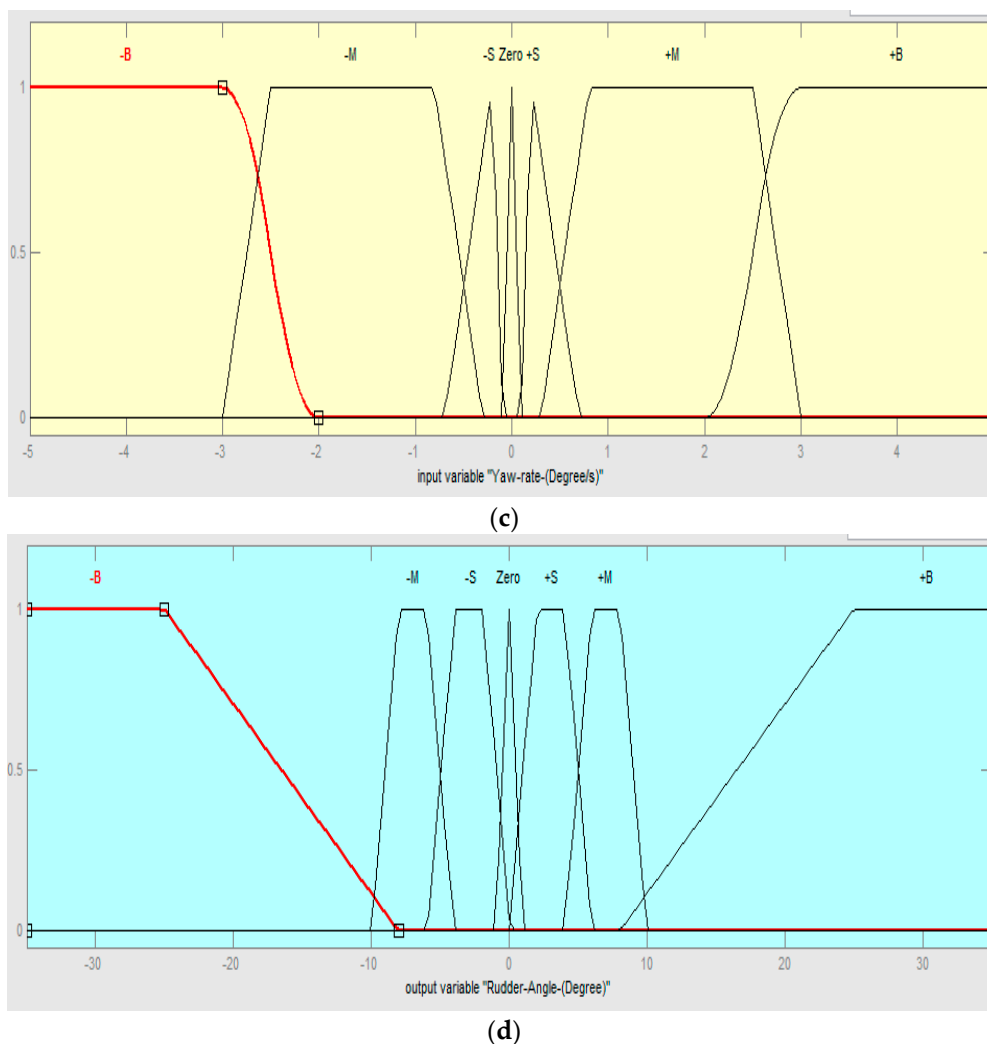 -B -M -S Zero +S +M +B
1
0.5
0
-5 -4 -3 -2 -1 0 1 2 3 4
input variable "Yaw-rate-(Degree/s)"
(c)
-B -M -S Zero +S +M +B
1
0.5
0
-30 -20 -10 0 10 20 30
output variable "Rudder-Angle-(Degree)"
(d)